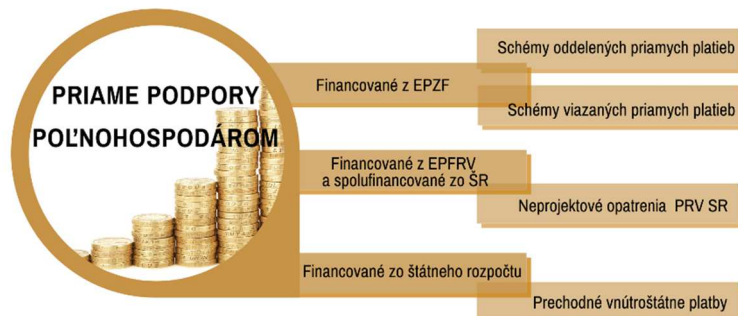 PRIAME PODPORY
POĽNOHOSPODÁROM
Financované z EPZF
Schémy oddelených priamych platieb
Schémy viazaných priamych platieb
Financované z EPFRV
a spolufinancované zo ŠR
Neprojektové opatrenia PRV SR
Financované zo štátneho rozpočtu
Prechodné vnútroštátne platby